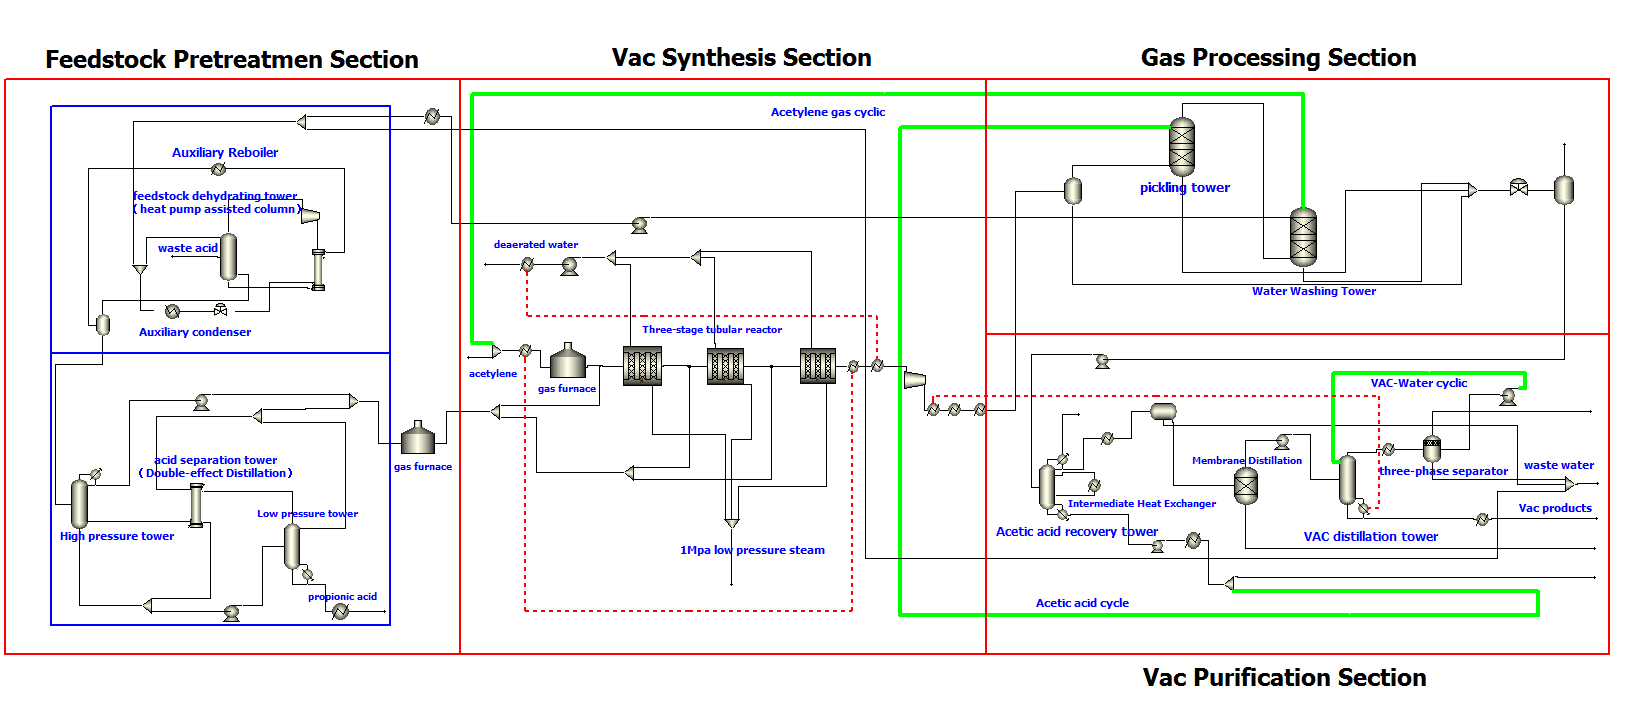 Feedstock Pretreatmen Section
Vac Synthesis Section
Gas Processing Section
Acetylene gas cyclic
Auxiliary Reboiler
feedstock dehydrating tower
( heat pump assisted column)
waste acid
Auxiliary condenser
pickling tower
Water Washing Tower
deaerated water
Three-stage tubular reactor
acetylene
gas furnace
gas furnace
acid separation tower
( Double-effect Distillation)
Low pressure tower
High pressure tower
propionic acid
1Mpa low pressure steam
VAC-Water cyclic
Membrane Distillation
three-phase separator
waste water
Intermediate Heat Exchanger
Vac products
Acetic acid recovery tower
VAC distillation tower
Acetic acid cycle
Vac Purification Section